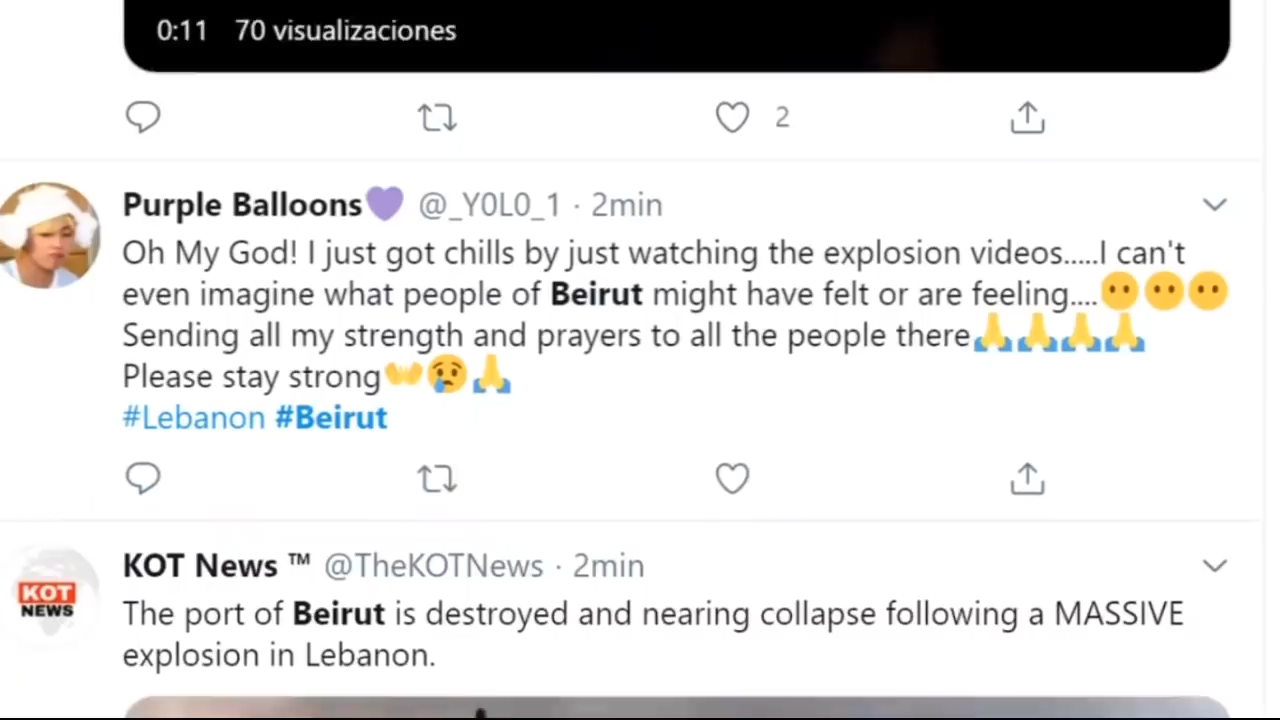 0:11 70 visualizaciones
2
Purple Balloons💜 @_Y0L0_1 · 2min
Oh My God! I just got chills by just watching the explosion videos.....I can't
even imagine what people of Beirut might have felt or are feeling....😶😶😶
Sending all my strength and prayers to all the people there🙏🙏🙏🙏
Please stay strong👐😢🙏
#Lebanon #Beirut
KOT News ™ @TheKOTNews · 2min
KOT
NEWS
The port of Beirut is destroyed and nearing collapse following a MASSIVE
explosion in Lebanon.